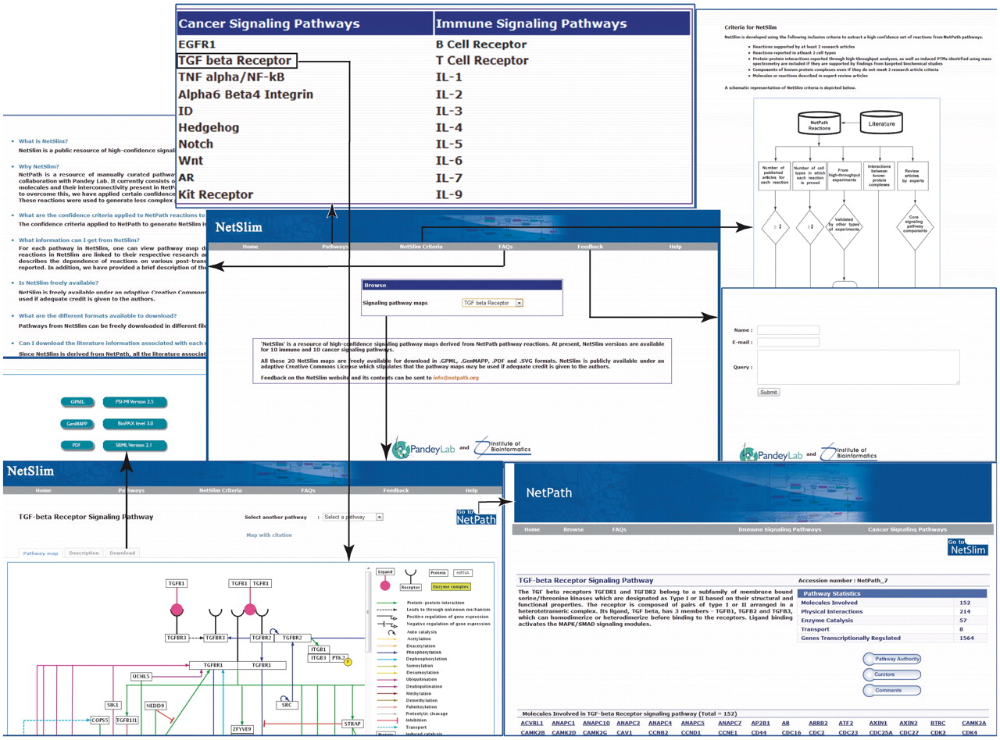 Cancer Signaling Pathways
Immune Signaling Pathways
EGFR1
TGF beta Receptor
TNF alpha/NF-kB
Alpha6 Beta4 Integrin
ID
Hedgehog
Notch
Wnt
AR
Kit Receptor
B Cell Receptor
T Cell Receptor
IL-1
IL-2
IL-3
IL-4
IL-5
IL-6
IL-7
IL-9
Criteria for NetSlim
NetSlim is developed using the following inclusion criteria to extract a high confidence set of reactions from NetPath pathways.
• Reactions supported by at least 2 research articles
• Reactions reported in atleast 2 cell types
• Protein-protein interactions reported through high-throughput analyses, as well as induced PTMs identified using mass
spectrometry are included if they are supported by findings from targeted biochemical studies
• Components of known protein complexes even if they do not meet 2 research article criteria
• Molecules or reactions described in expert review articles
A schematic representation of NetSlim criteria is depicted below.
NetPath
Reactions
Literature
Number of
published
articles for
each reaction
Number of cell
types in which
each reaction
is proved
From
high-throughput
experiments
Interactions
between
known
protein
complexes
Review
articles
by experts
≥ 2
≥2
Validated
by other types
of experiments
Core
signaling
pathway
components
• What is NetSlim?
NetSlim is a public resource of high-confidence signali
• Why NetSlim?
NetPath is a resource of manually curated pathwa
collaboration with Pandey Lab. It currently consists o
molecules and their interconnectivity present in NetPa
to overcome this, we have applied certain confidence
These reactions were used to generate less complex
• What are the confidence criteria applied to NetPath reactions to
The confidence criteria applied to NetPath to generate NetSlim is
• What information can I get from NetSlim?
For each pathway in NetSlim, one can view pathway map d
reactions in NetSlim are linked to their respective research ar
describes the dependence of reactions on various post-trans
reported. In addition, we have provided a brief description of the
• Is NetSlim freely available?
NetSlim is freely available under an adaptive Creative Commons
used if adequate credit is given to the authors.
• What are the different formats available to download?
Pathways from NetSlim can be freely downloaded in different file
• Can I download the literature information associated with each r
Since NetSlim is derived from NetPath, all the literature associat
NetSlim
Home Pathways NetSlim Criteria FAQs Feedback Help
Browse
Signaling pathway maps TGF beta Receptor
'NetSlim' is a resource of high-confidence signaling pathway maps derived from NetPath pathway reactions. At present, NetSlim versions are available
for 10 immune and 10 cancer signaling pathways.
All these 20 NetSlim maps are freely available for download in .GPML, .GenMAPP, .PDF and .SVG formats. NetSlim is publicly available under an
adaptive Creative Commons License which stipulates that the pathway maps may be used if adequate credit is given to the authors.
Feedback on the NetSlim website and its contents can be sent to info@netpath.org
PandeyLab and Institute of
Bioinformatics
Name :
E-mail :
Query :
Submit
PandeyLab and Institute of
Bioinformatics
GPML PSI-MI Version 2.5
GenMAPP BioPAX level 3.0
PDF SBML Version 2.1
NetSlim
Home Pathways NetSlim Criteria FAQs Feedback Help
TGF-beta Receptor Signaling Pathway
Select another pathway : Select a pathway
Go to
NetPath
Map with citation
Pathway map Description Download
TGFB1
TGFB1 TGFB1
TGFBR3
TGFBR3
TGFBR2
TGFBR2
ITGB1
ITGB3 PTK2
P
TGFBR1 TGFBR1
UCHL5
SIK1
NEDD9
SRC
COPS5
TGFB1I1
ZFYVE9
STRAP
Ligand
Receptor
Protein
mRNA
Enzyme complex
Protein-protein interaction
Leads to through unknown mechanism
Positive regulation of gene expression
Negative regulation of gene expression
Auto catalysis
Acetylation
Deacetylation
Phosphorylation
Dephosphorylation
Sumoylation
Desumoylation
Ubiquitination
Deubiquitination
Methylation
Demethylation
Palmitoylation
Proteolytic cleavage
Inhibition
Transport
Protein Induced catalysis
NetPath
Home Browse FAQs Immune Signaling Pathways Cancer Signaling Pathways
Go to
NetSlim
TGF-beta Receptor Signaling Pathway
Accession number : NetPath_7
The TGF beta receptors TGFDR1 and TGFDR2 belong to a subfamily of membrane bound
serine/threonine kinases which are designated as Type I or II based on their structural and
functional properties. The receptor is composed of pairs of type I or II arranged in a
heterotetrameric complex. Its ligand, TGF beta, has 3 members - TGFB1, TGFB2 and TGFB3,
which can homodimerize or heterodimerize before binding to the receptors. Ligand binding
activates the MAPK/SMAD signaling modules.
Pathway Statistics
Molecules Involved 152
Physical Interactions 214
Enzyme Catalysis 57
Transport 8
Genes Transcriptionally Regulated 1564
Pathway Authority
Curators
Comments
Molecules Involved in TGF-beta Receptor signaling pathway (Total = 152)
ACVRL1 ANAPC1 ANAPC10 ANAPC2 ANAPC4 ANAPC5 ANAPC7 AP2B1 AR ARRB2 ATF2 AXIN1 AXIN2 BTRC CAMK2A
CAMK2B CAMK2D CAMK2G CAV1 CCNB2 CCND1 CCNE1 CD44 CDC16 CDC2 CDC23 CDC25A CDC27 CDK2 CDK4